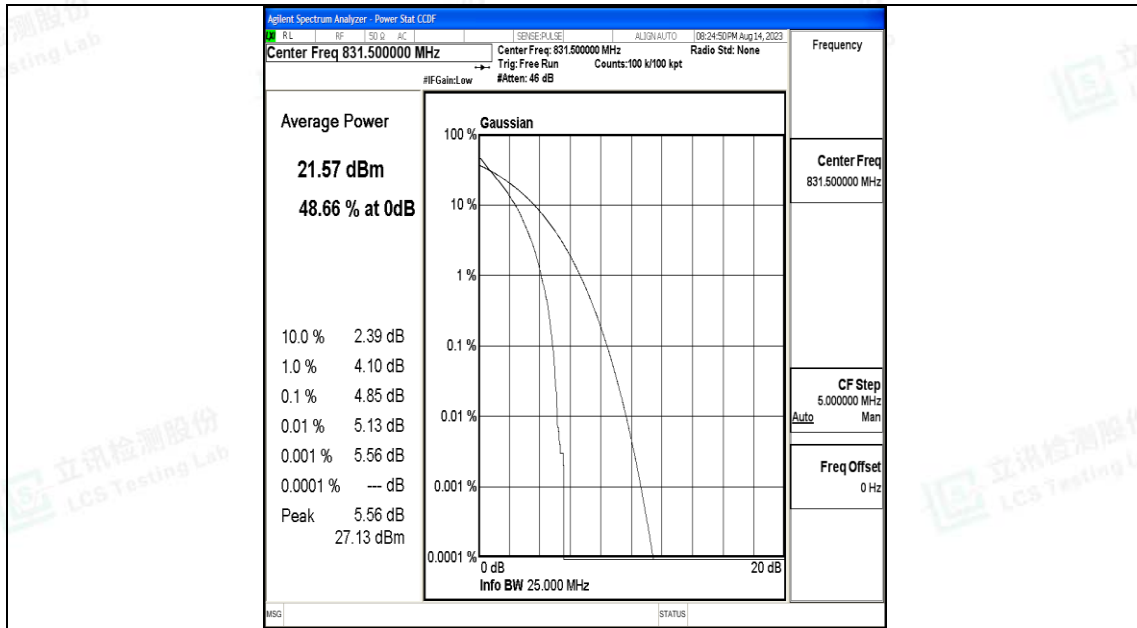 Agilent Spectrum Analyzer - Power Stat CCDF
RL RF 50 Ω AC SENSE:PULSE ALIGN AUTO 08:24:50PM Aug 14, 2023
Center Freq 831.500000 MHz
Center Freq: 831.500000 MHz Radio Std: None
Trig: Free Run Counts:100 k/100 kpt
#IFGain:Low #Atten: 46 dB
Frequency
Average Power
21.57 dBm
48.66 % at 0dB
10.0 % 2.39 dB
1.0 % 4.10 dB
0.1 % 4.85 dB
0.01 % 5.13 dB
0.001 % 5.56 dB
0.0001 % --- dB
Peak 5.56 dB
27.13 dBm
Gaussian
100 %
10 %
1 %
0.1 %
0.01 %
0.001 %
0.0001 %
0 dB 20 dB
Info BW 25.000 MHz
Center Freq
831.500000 MHz
CF Step
5.000000 MHz
Auto Man
Freq Offset
0 Hz
MSG STATUS
立讯检测股份
LCS Testing Lab